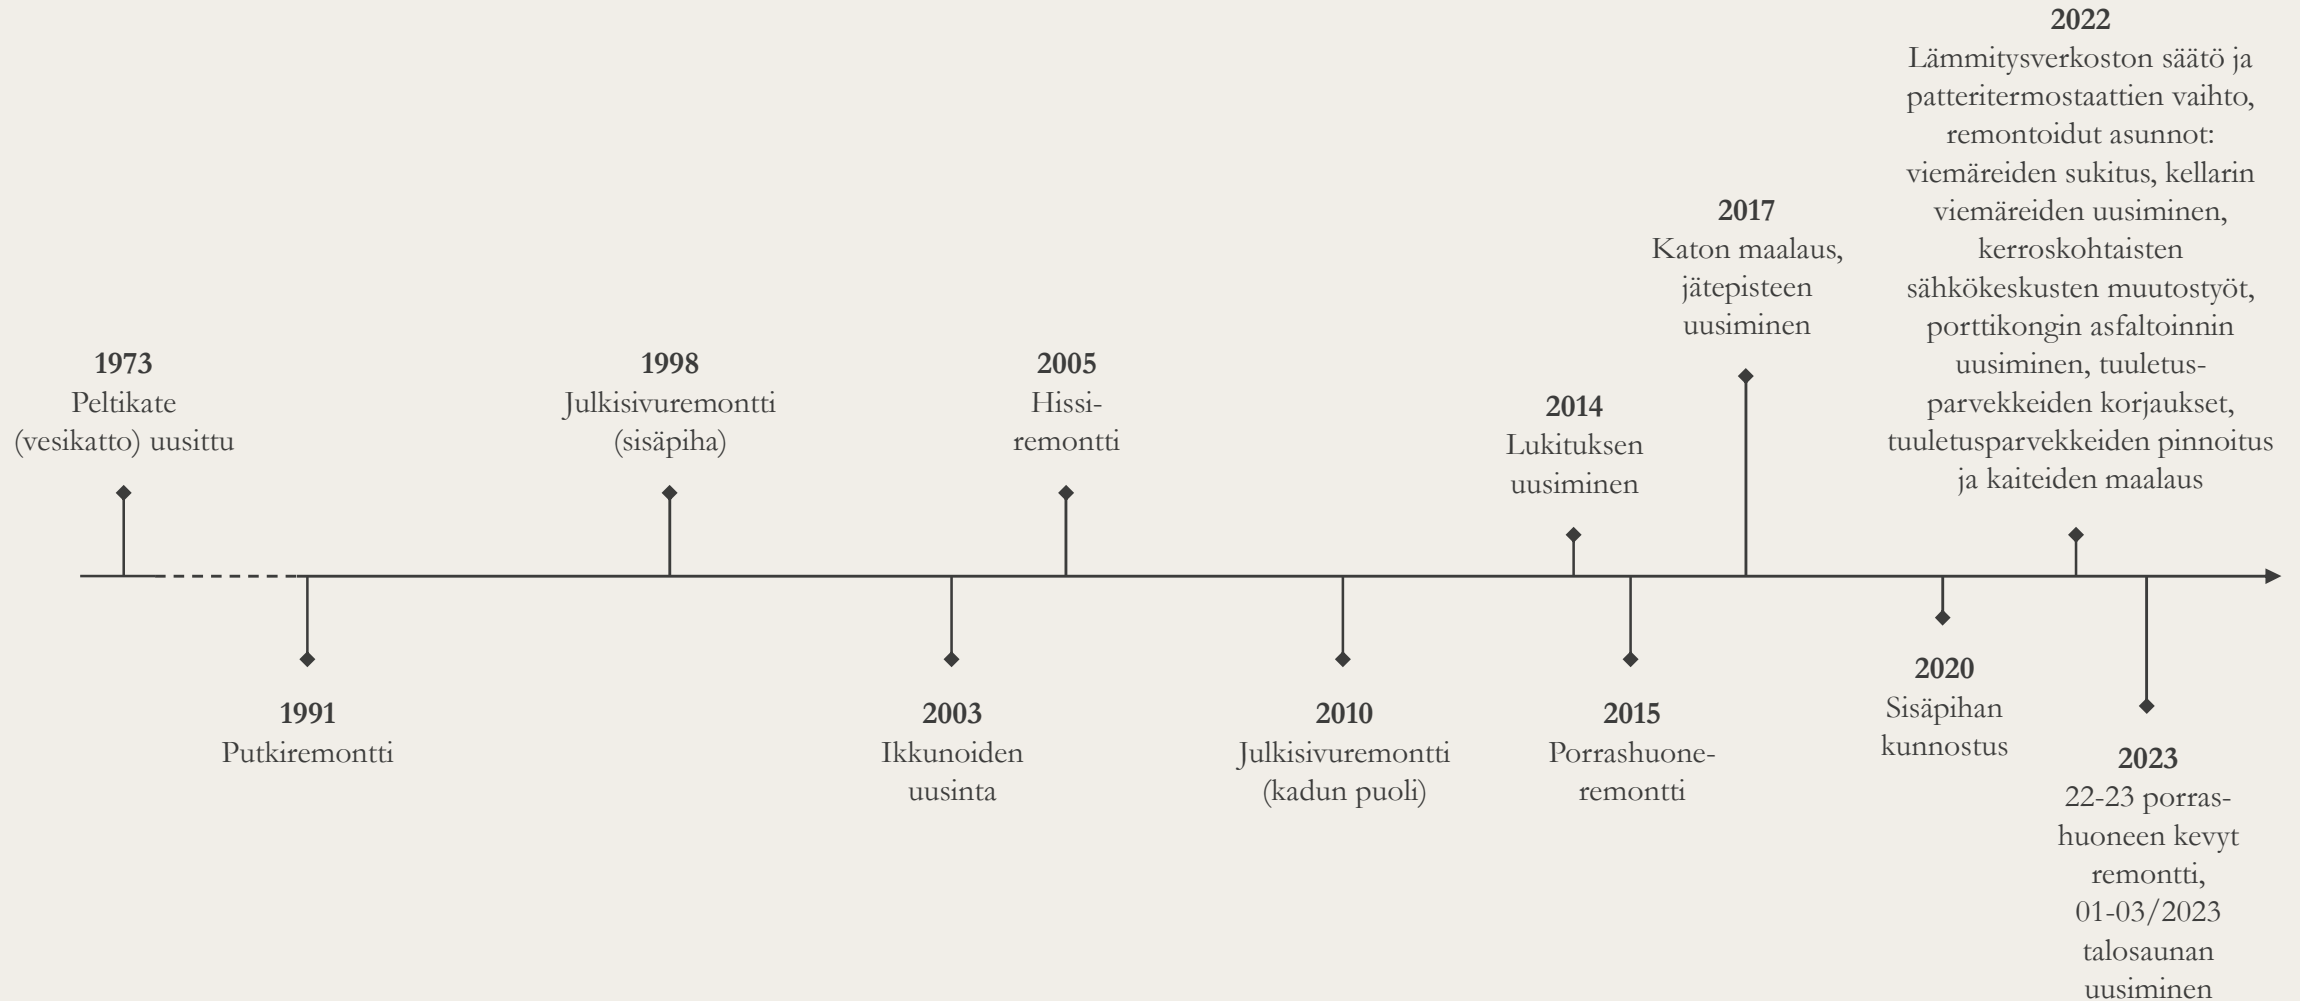 1973
Peltikate
(vesikatto) uusittu
1991
Putkiremontti
1998
Julkisivuremontti
(sisäpiha)
2003
Ikkunoiden
uusinta
2005
Hissi-
remontti
2010
Julkisivuremontti
(kadun puoli)
2014
Lukituksen
uusiminen
2015
Porrashuone-
remontti
2017
Katon maalaus,
jätepisteen
uusiminen
2020
Sisäpihan
kunnostus
2022
Lämmitysverkoston säätö ja
patteritermostaattien vaihto,
remontoidut asunnot:
viemäreiden sukitus, kellarin
viemäreiden uusiminen,
kerroskohtaisten
sähkökeskusten muutostyöt,
porttikongin asfaltoinnin
uusiminen, tuuletus-
parvekkeiden korjaukset,
tuuletusparvekkeiden pinnoitus
ja kaiteiden maalaus
2023
22-23 porras-
huoneen kevyt
remontti,
01-03/2023
talosaunan
uusiminen